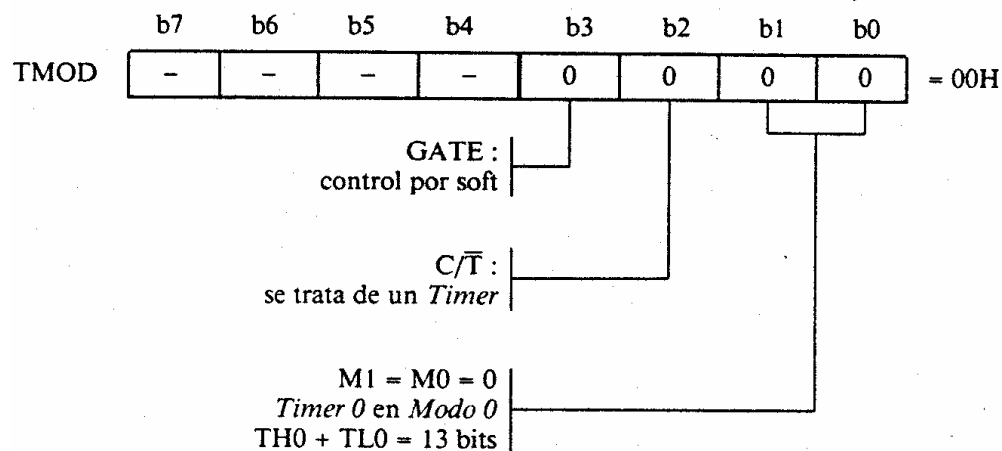 b7 b6 b5 b4 b3 b2 b1 b0
TMOD – – – – 0 0 0 0 = 00H
GATE :
control por soft
C/T̅ :
se trata de un Timer
M1 = M0 = 0
Timer 0 en Modo 0
TH0 + TL0 = 13 bits